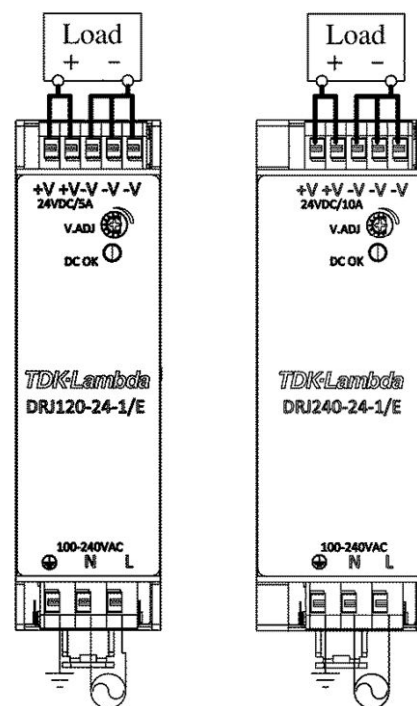 Load
+ −
+V +V -V -V -V
24VDC/5A
V.ADJ
DC OK
TDK-Lambda
DRJ120-24-1/E
100-240VAC
N L
Load
+ −
+V +V -V -V -V
24VDC/10A
V.ADJ
DC OK
TDK-Lambda
DRJ240-24-1/E
100-240VAC
N L